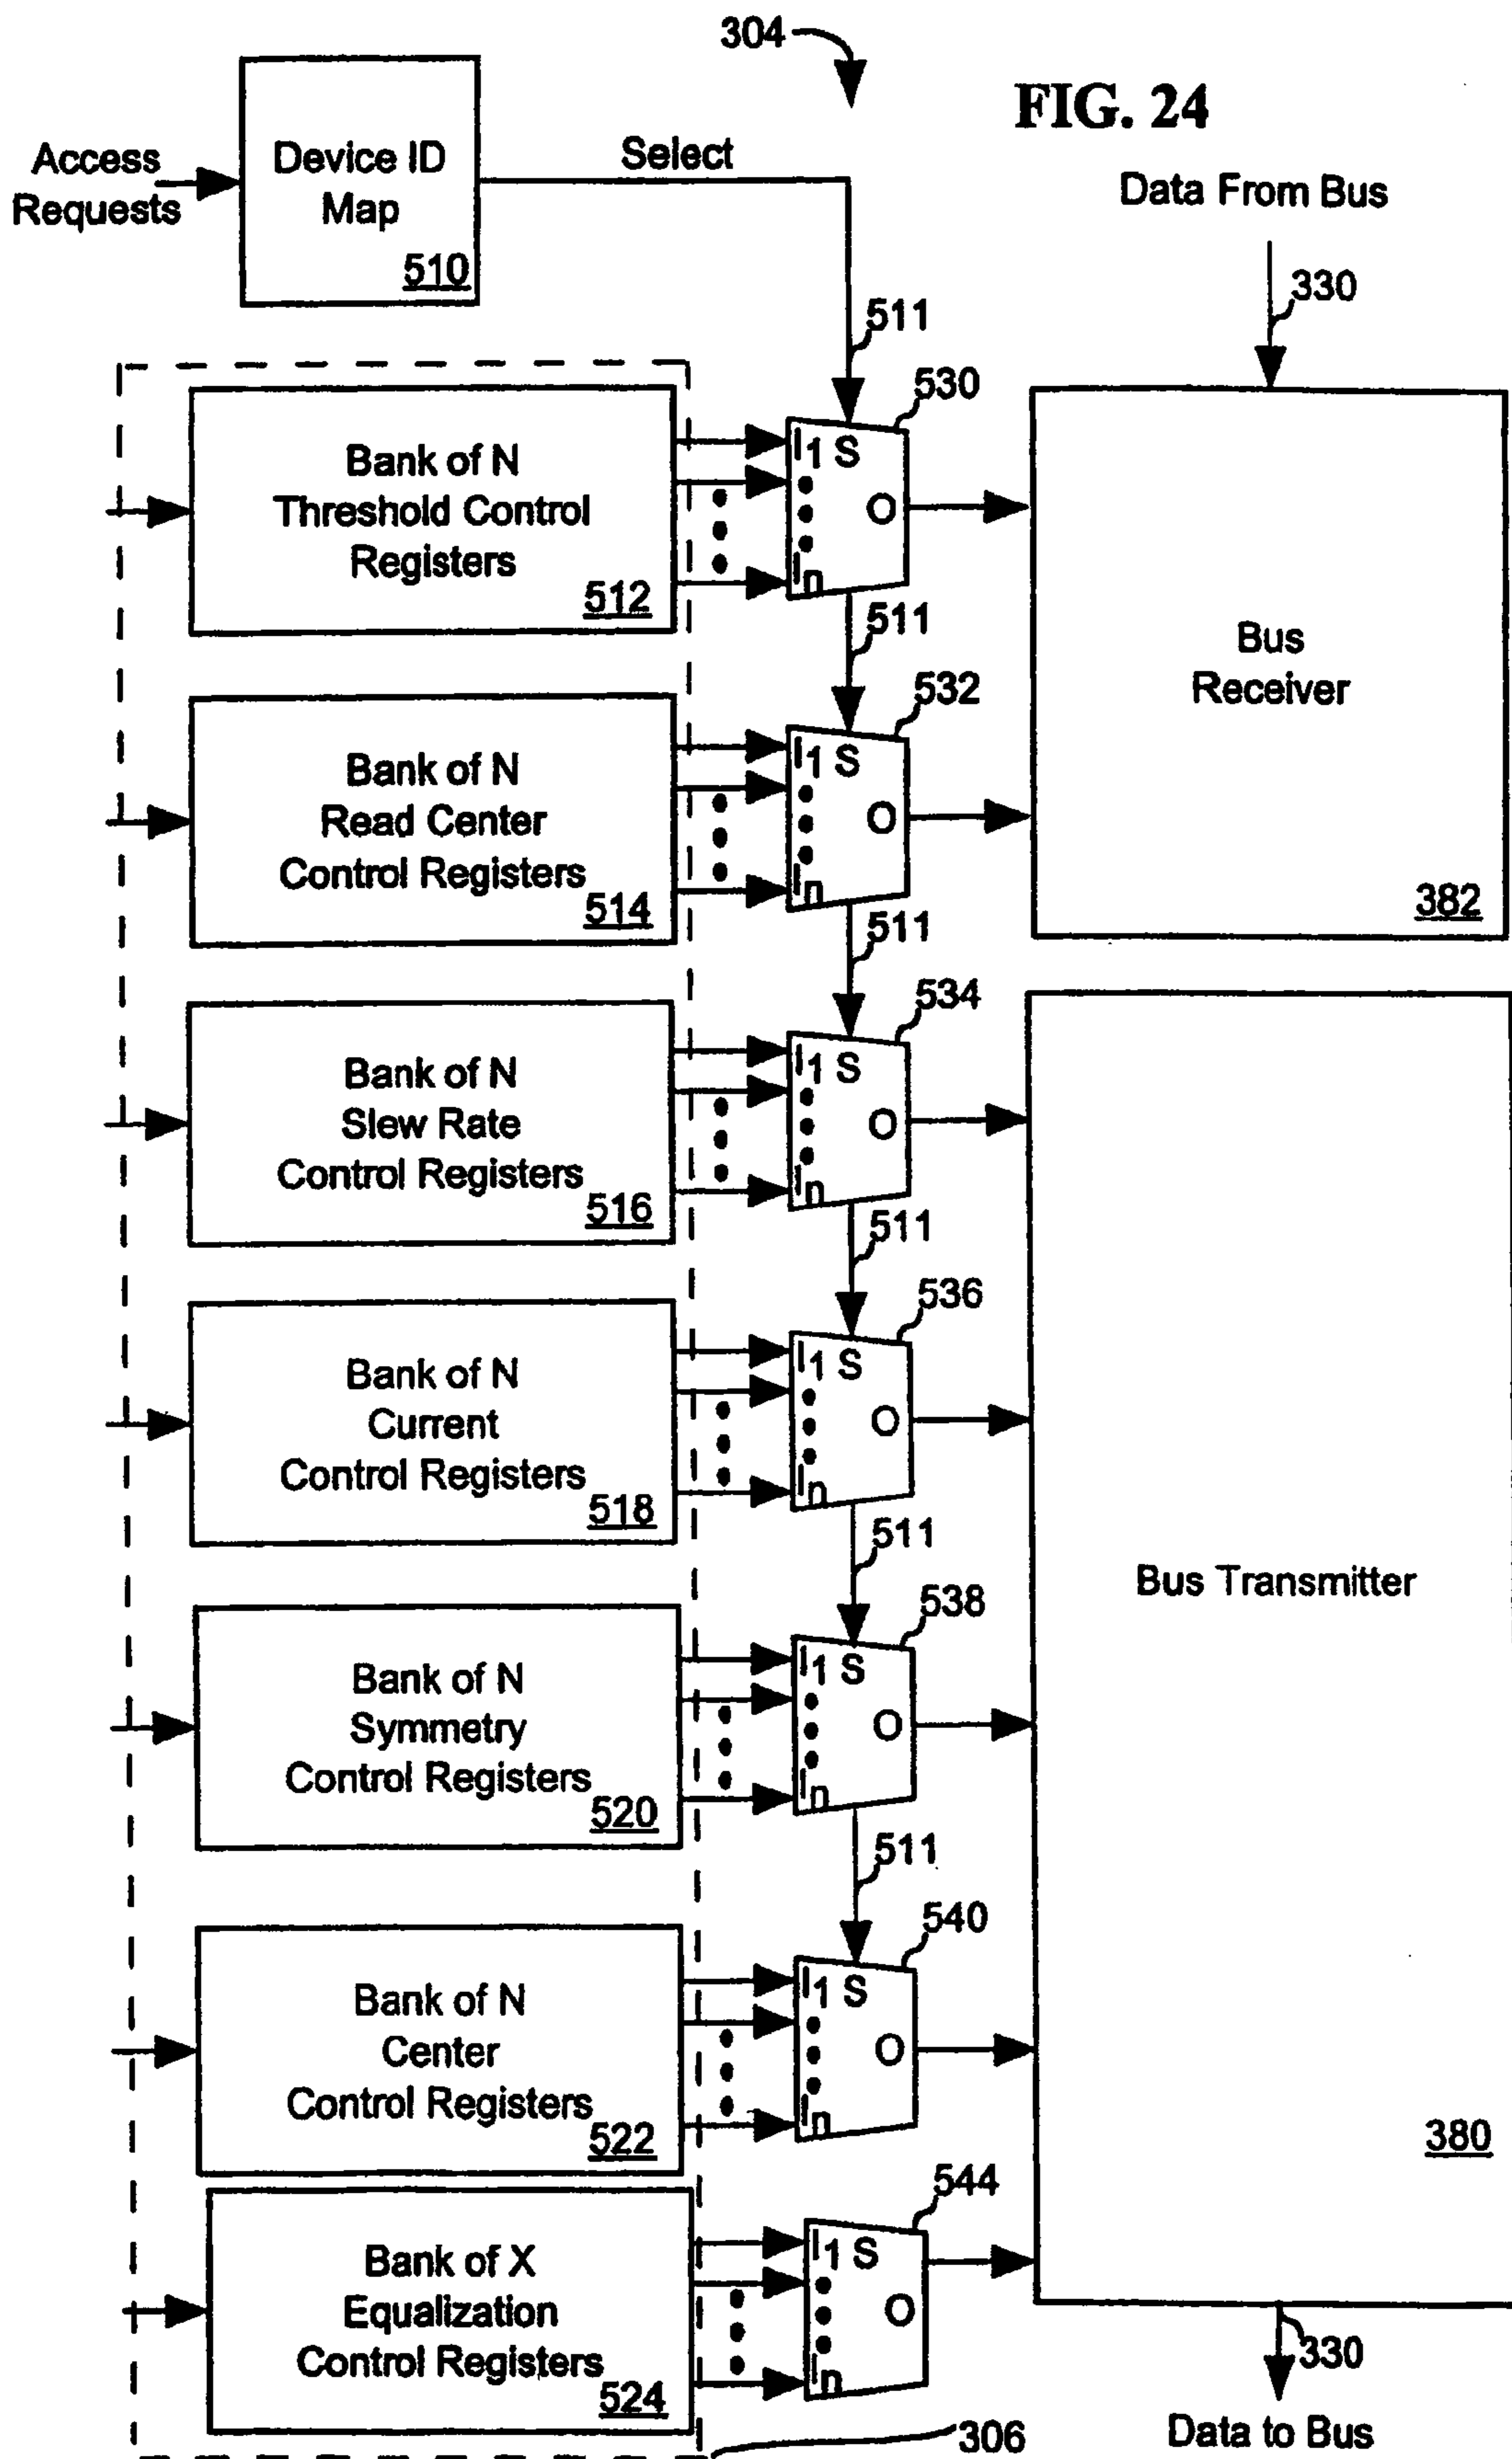 304
FIG. 24
Access
Requests
Device ID
Map
510
Select
Data From Bus
330
511
530
Bank of N
Threshold Control
Registers
512
I1 S
O
In
511
Bus
Receiver
382
532
Bank of N
Read Center
Control Registers
514
I1 S
O
In
511
534
Bank of N
Slew Rate
Control Registers
516
I1 S
O
In
511
536
Bank of N
Current
Control Registers
518
I1 S
O
In
511
Bus Transmitter
380
538
Bank of N
Symmetry
Control Registers
520
I1 S
O
In
511
540
Bank of N
Center
Control Registers
522
I1 S
O
In
544
Bank of X
Equalization
Control Registers
524
I1 S
O
In
306
330
Data to Bus